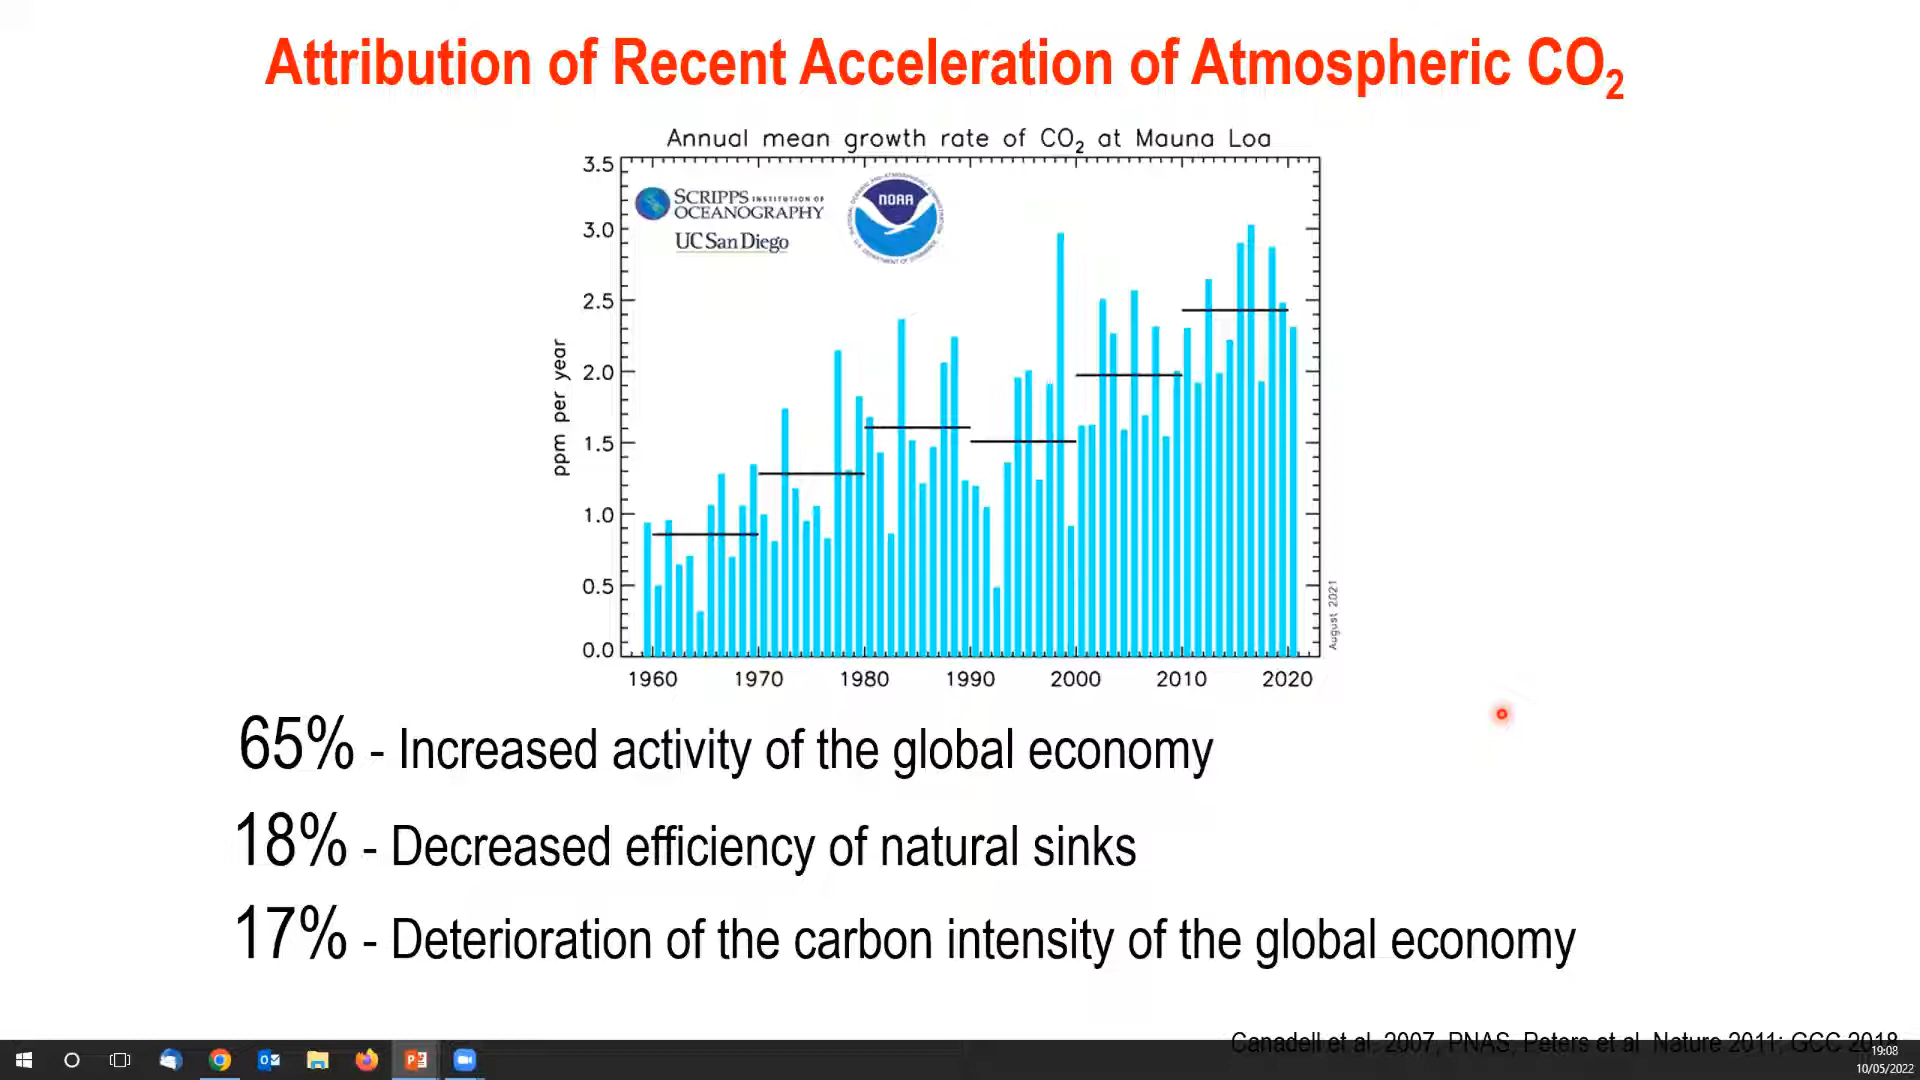 Attribution of Recent Acceleration of Atmospheric CO2
Annual mean growth rate of CO2 at Mauna Loa
3.5
3.0
2.5
2.0
1.5
1.0
0.5
0.0
ppm per year
SCRIPPS INSTITUTION OF
OCEANOGRAPHY
UC San Diego
NOAA
August 2021
1960 1970 1980 1990 2000 2010 2020
65% - Increased activity of the global economy
18% - Decreased efficiency of natural sinks
17% - Deterioration of the carbon intensity of the global economy
Canadell et al. 2007, PNAS, Peters et al Nature 2011; GCC 2018
19:08
10/05/2022